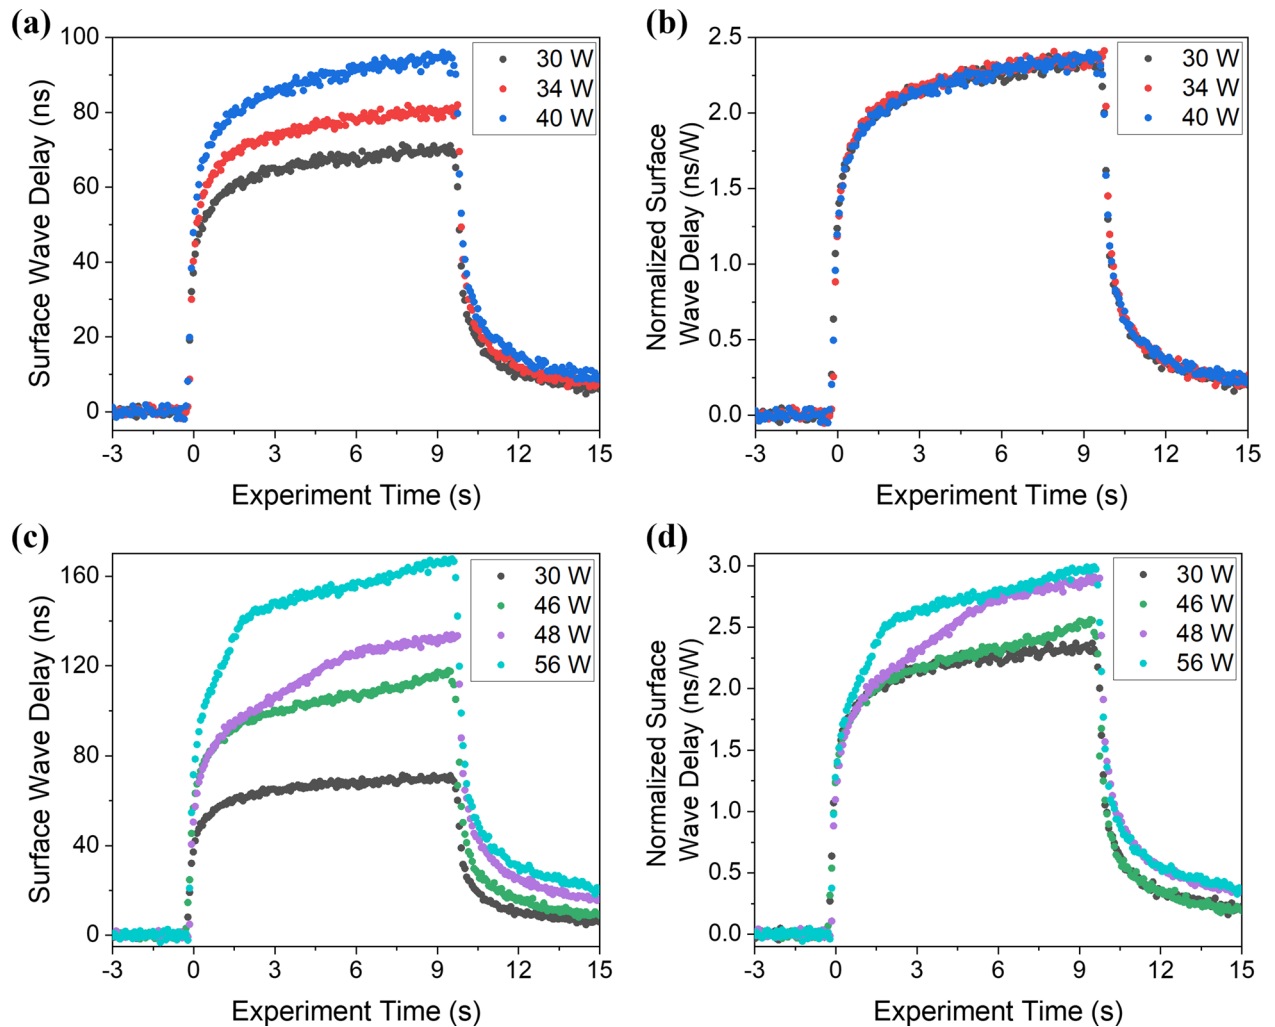 (a)
100
80
60
40
20
0
Surface Wave Delay (ns)
-3 0 3 6 9 12 15
Experiment Time (s)
30 W
34 W
40 W
(b)
2.5
2.0
1.5
1.0
0.5
0.0
Normalized Surface
Wave Delay (ns/W)
-3 0 3 6 9 12 15
Experiment Time (s)
30 W
34 W
40 W
(c)
160
120
80
40
0
Surface Wave Delay (ns)
-3 0 3 6 9 12 15
Experiment Time (s)
30 W
46 W
48 W
56 W
(d)
3.0
2.5
2.0
1.5
1.0
0.5
0.0
Normalized Surface
Wave Delay (ns/W)
-3 0 3 6 9 12 15
Experiment Time (s)
30 W
46 W
48 W
56 W